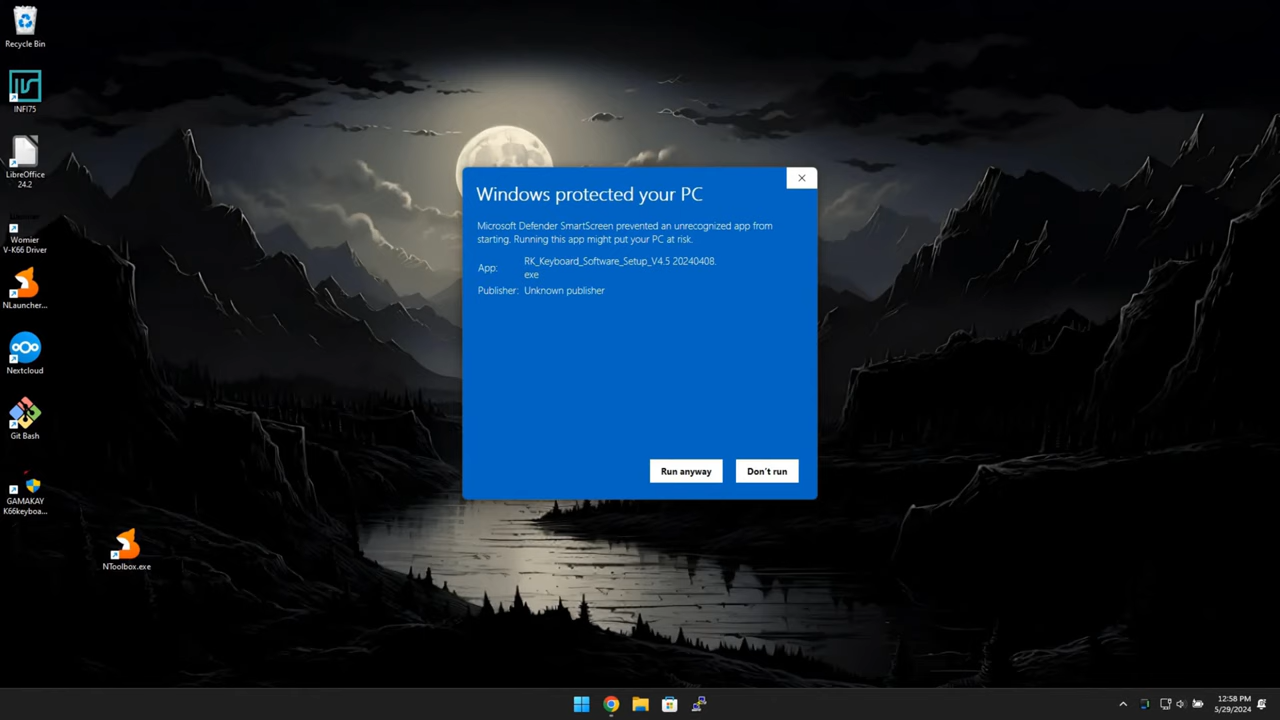 Recycle Bin
INFI75
LibreOffice
24.2
Womier
V-K66 Driver
NLauncher...
Nextcloud
Git Bash
GAMAKAY
K66keyboa...
NToolbox.exe
Windows protected your PC
Microsoft Defender SmartScreen prevented an unrecognized app from
starting. Running this app might put your PC at risk.
App: RK_Keyboard_Software_Setup_V4.5 20240408.
exe
Publisher: Unknown publisher
Run anyway
Don't run
12:58 PM
5/29/2024